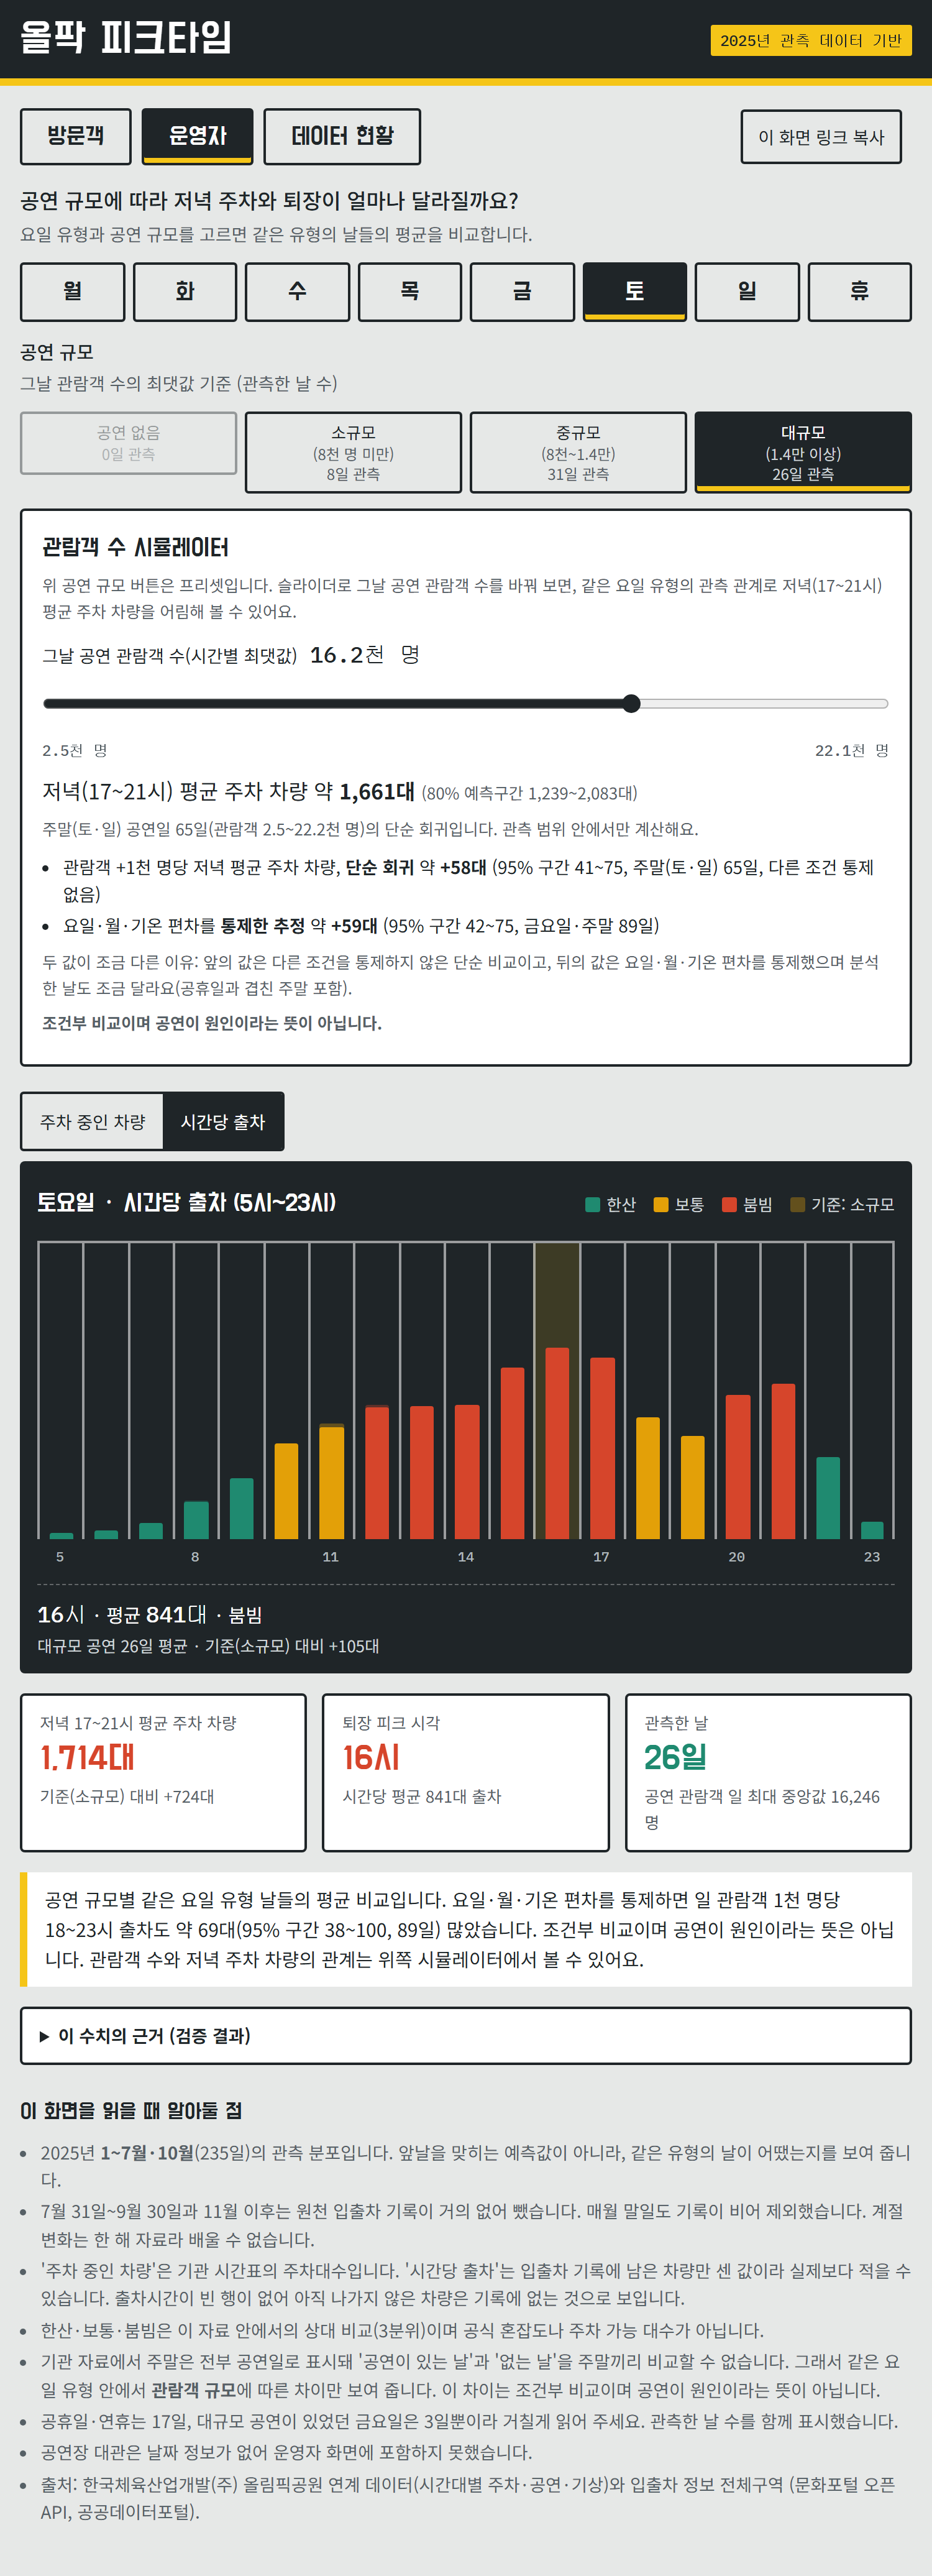 올팍 피크타임
2025년 관측 데이터 기반
방문객
운영자
데이터 현황
이 화면 링크 복사
공연 규모에 따라 저녁 주차와 퇴장이 얼마나 달라질까요?
요일 유형과 공연 규모를 고르면 같은 유형의 날들의 평균을 비교합니다.
월
화
수
목
금
토
일
휴
공연 규모
그날 관람객 수의 최댓값 기준 (관측한 날 수)
공연 없음
0일 관측
소규모
(8천 명 미만)
8일 관측
중규모
(8천~1.4만)
31일 관측
대규모
(1.4만 이상)
26일 관측
관람객 수 시뮬레이터
위 공연 규모 버튼은 프리셋입니다. 슬라이더로 그날 공연 관람객 수를 바꿔 보면, 같은 요일 유형의 관측 관계로 저녁(17~21시)
평균 주차 차량을 어림해 볼 수 있어요.
그날 공연 관람객 수(시간별 최댓값) 16.2천 명
2.5천 명
22.1천 명
저녁(17~21시) 평균 주차 차량 약 1,661대 (80% 예측구간 1,239~2,083대)
주말(토·일) 공연일 65일(관람객 2.5~22.2천 명)의 단순 회귀입니다. 관측 범위 안에서만 계산해요.
• 관람객 +1천 명당 저녁 평균 주차 차량, 단순 회귀 약 +58대 (95% 구간 41~75, 주말(토·일) 65일, 다른 조건 통제
없음)
• 요일·월·기온 편차를 통제한 추정 약 +59대 (95% 구간 42~75, 금요일·주말 89일)
두 값이 조금 다른 이유: 앞의 값은 다른 조건을 통제하지 않은 단순 비교이고, 뒤의 값은 요일·월·기온 편차를 통제했으며 분석
한 날도 조금 달라요(공휴일과 겹친 주말 포함).
조건부 비교이며 공연이 원인이라는 뜻이 아닙니다.
주차 중인 차량
시간당 출차
토요일 · 시간당 출차 (5시~23시)
한산
보통
붐빔
기준: 소규모
5
8
11
14
17
20
23
16시 · 평균 841대 · 붐빔
대규모 공연 26일 평균 · 기준(소규모) 대비 +105대
저녁 17~21시 평균 주차 차량
1,714대
기준(소규모) 대비 +724대
퇴장 피크 시각
16시
시간당 평균 841대 출차
관측한 날
26일
공연 관람객 일 최대 중앙값 16,246
명
공연 규모별 같은 요일 유형 날들의 평균 비교입니다. 요일·월·기온 편차를 통제하면 일 관람객 1천 명당
18~23시 출차도 약 69대(95% 구간 38~100, 89일) 많았습니다. 조건부 비교이며 공연이 원인이라는 뜻은 아닙
니다. 관람객 수와 저녁 주차 차량의 관계는 위쪽 시뮬레이터에서 볼 수 있어요.
▶ 이 수치의 근거 (검증 결과)
이 화면을 읽을 때 알아둘 점
• 2025년 1~7월·10월(235일)의 관측 분포입니다. 앞날을 맞히는 예측값이 아니라, 같은 유형의 날이 어땠는지를 보여 줍니
다.
• 7월 31일~9월 30일과 11월 이후는 원천 입출차 기록이 거의 없어 뺐습니다. 매월 말일도 기록이 비어 제외했습니다. 계절
변화는 한 해 자료라 배울 수 없습니다.
• '주차 중인 차량'은 기관 시간표의 주차대수입니다. '시간당 출차'는 입출차 기록에 남은 차량만 센 값이라 실제보다 적을 수
있습니다. 출차시간이 빈 행이 없어 아직 나가지 않은 차량은 기록에 없는 것으로 보입니다.
• 한산·보통·붐빔은 이 자료 안에서의 상대 비교(3분위)이며 공식 혼잡도나 주차 가능 대수가 아닙니다.
• 기관 자료에서 주말은 전부 공연일로 표시돼 '공연이 있는 날'과 '없는 날'을 주말끼리 비교할 수 없습니다. 그래서 같은 요
일 유형 안에서 관람객 규모에 따른 차이만 보여 줍니다. 이 차이는 조건부 비교이며 공연이 원인이라는 뜻이 아닙니다.
• 공휴일·연휴는 17일, 대규모 공연이 있었던 금요일은 3일뿐이라 거칠게 읽어 주세요. 관측한 날 수를 함께 표시했습니다.
• 공연장 대관은 날짜 정보가 없어 운영자 화면에 포함하지 못했습니다.
• 출처: 한국체육산업개발(주) 올림픽공원 연계 데이터(시간대별 주차·공연·기상)와 입출차 정보 전체구역 (문화포털 오픈
API, 공공데이터포털).